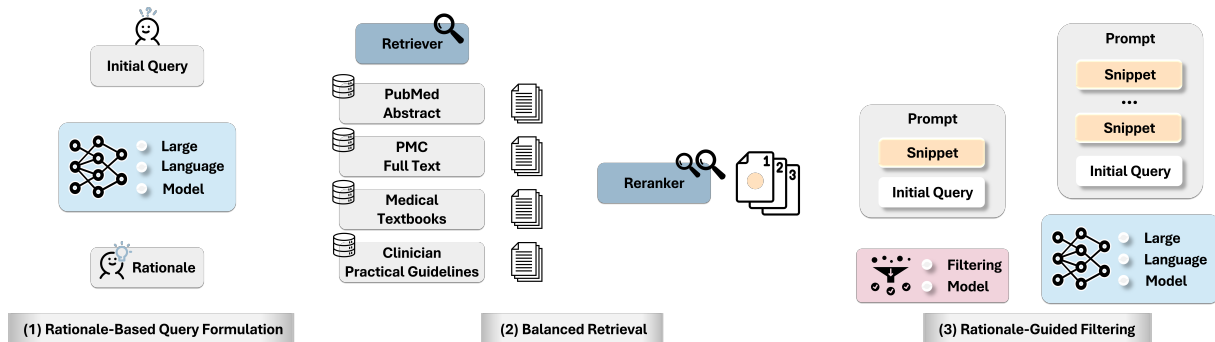 Initial Query
Large
Language
Model
Rationale
(1) Rationale-Based Query Formulation
Retriever
PubMed
Abstract
PMC
Full Text
Medical
Textbooks
Clinician
Practical Guidelines
Reranker
1
2
3
(2) Balanced Retrieval
Prompt
Snippet
Initial Query
Filtering
Model
Prompt
Snippet
...
Snippet
Initial Query
Large
Language
Model
(3) Rationale-Guided Filtering